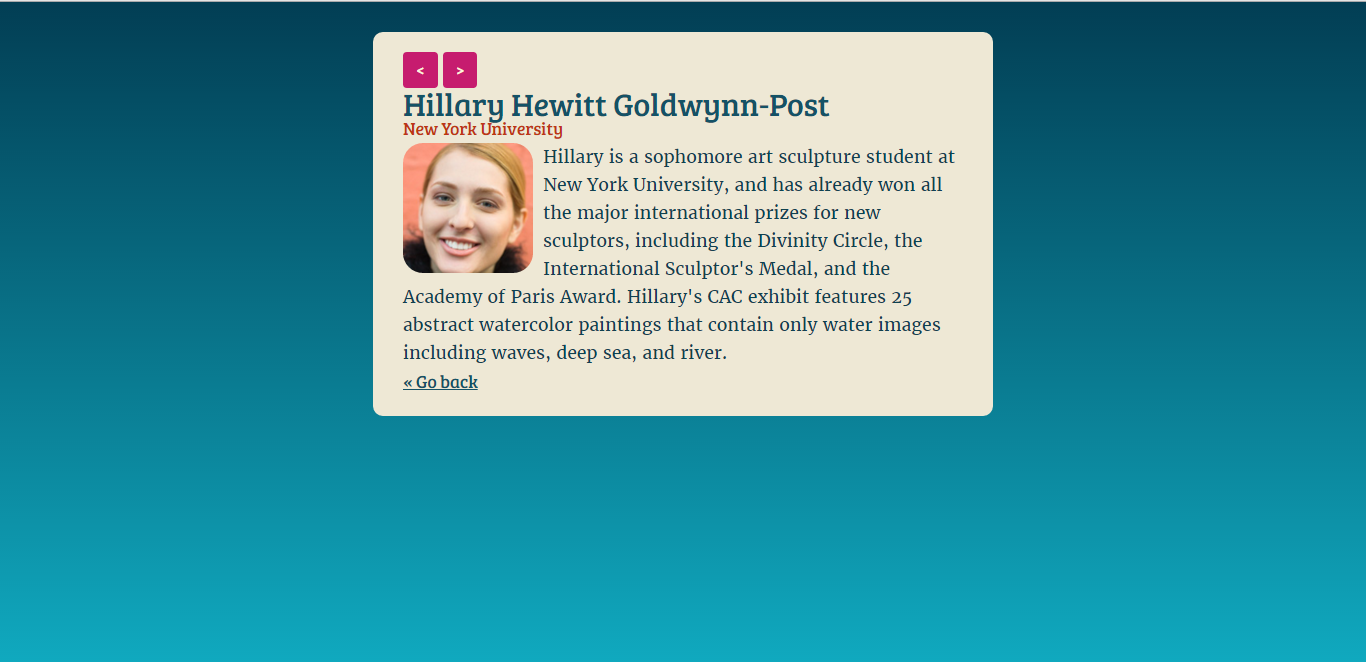 < >
Hillary Hewitt Goldwynn-Post
New York University
Hillary is a sophomore art sculpture student at
New York University, and has already won all
the major international prizes for new
sculptors, including the Divinity Circle, the
International Sculptor's Medal, and the
Academy of Paris Award. Hillary's CAC exhibit features 25
abstract watercolor paintings that contain only water images
including waves, deep sea, and river.
« Go back